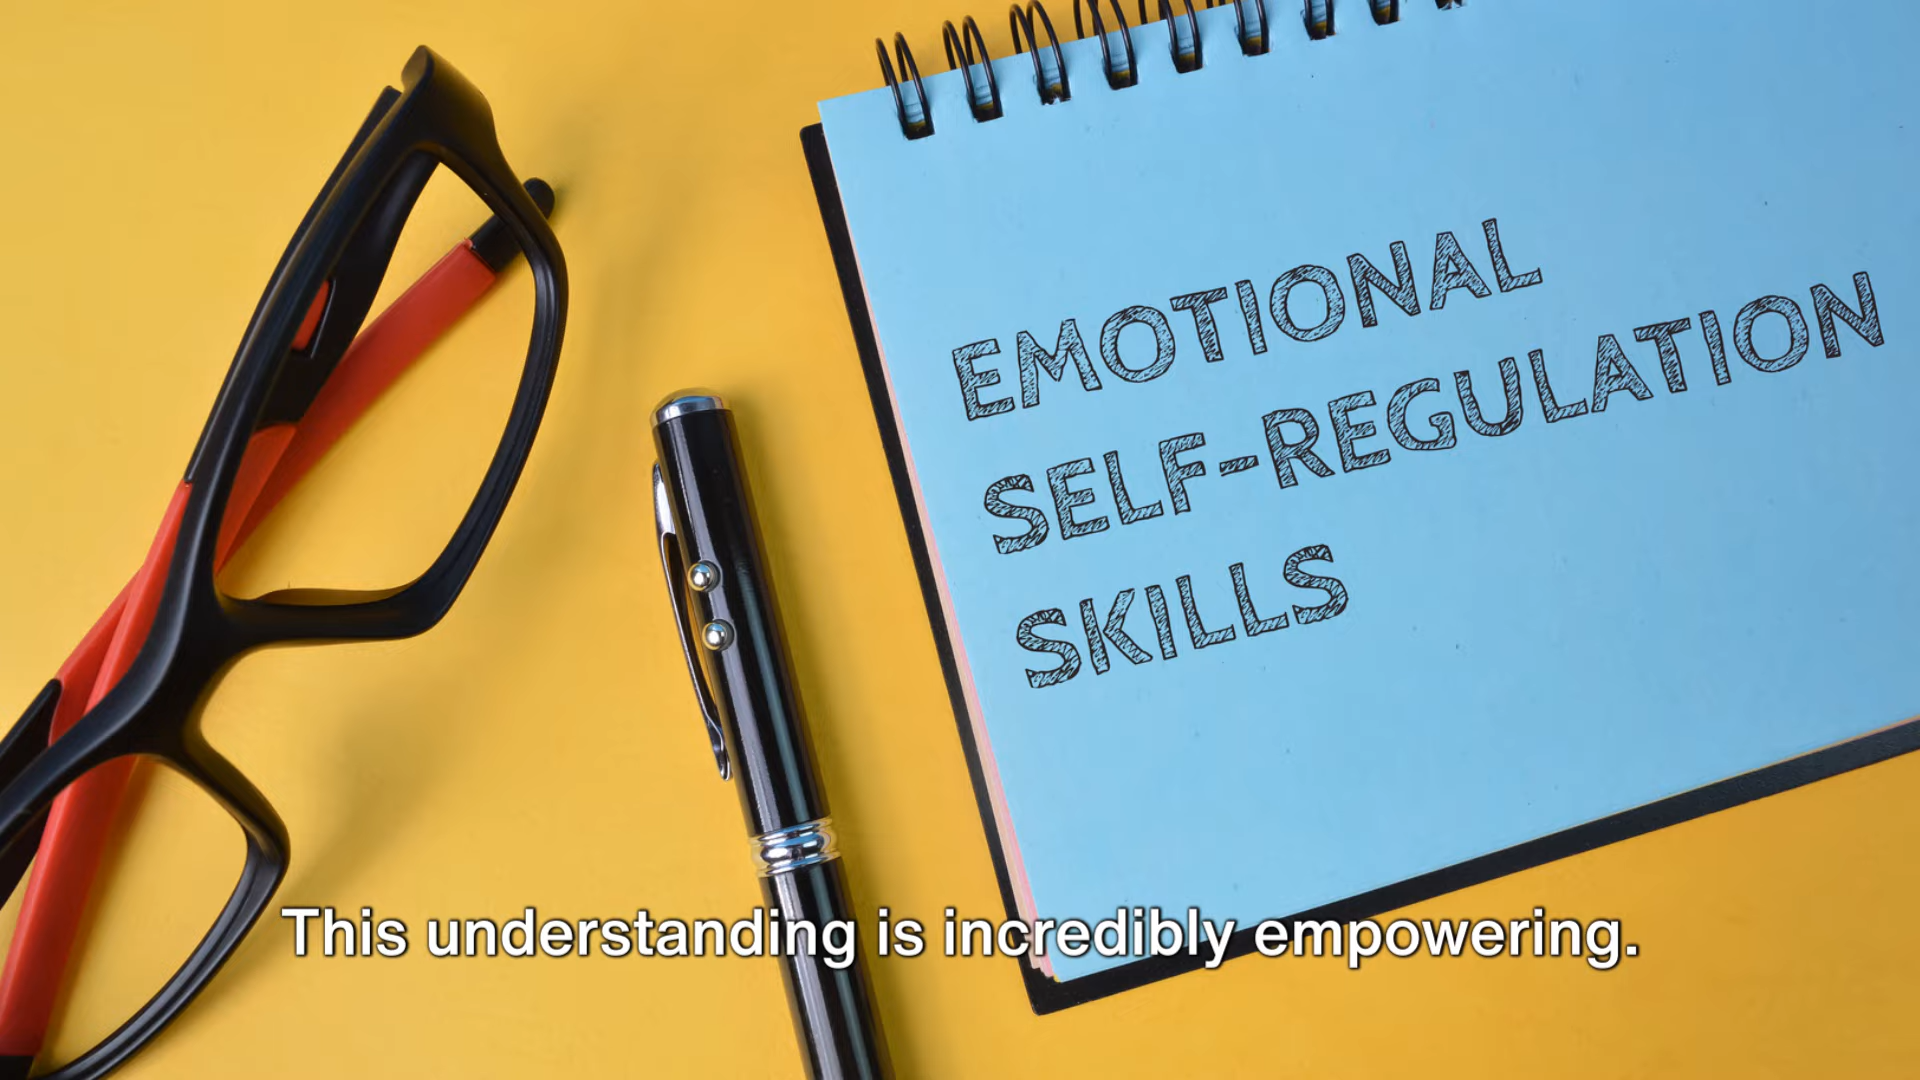 EMOTIONAL
SELF-REGULATION
SKILLS
This understanding is incredibly empowering.